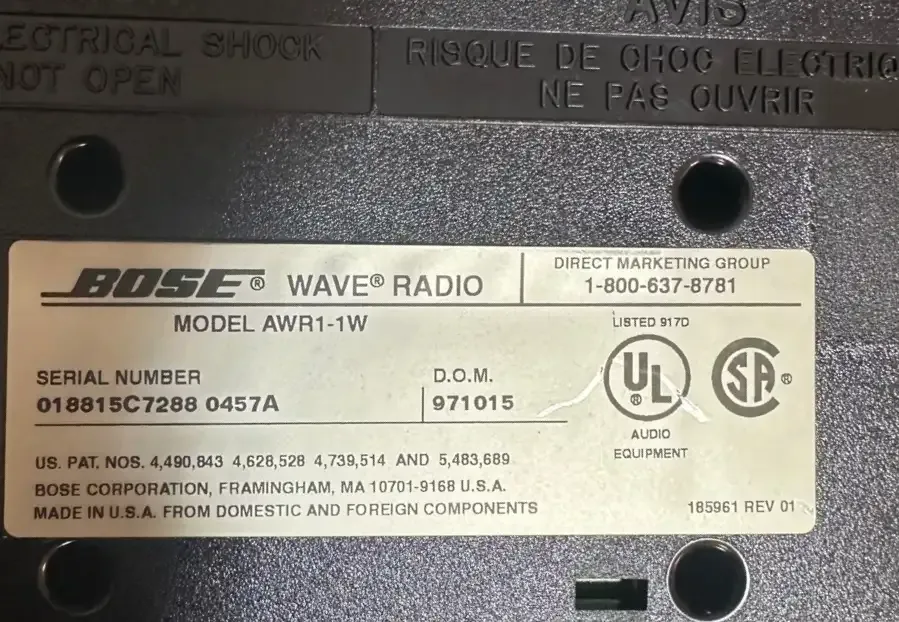 AVIS
ECTRICAL SHOCK
NOT OPEN
RISQUE DE CHOC ELECTRIQ
NE PAS OUVRIR
BOSE® WAVE® RADIO
DIRECT MARKETING GROUP
1-800-637-8781
MODEL AWR1-1W
LISTED 917D
SERIAL NUMBER
018815C7288 0457A
D.O.M.
971015
UL®
SA®
AUDIO
EQUIPMENT
US. PAT. NOS. 4,490,843 4,628,528 4,739,514 AND 5,483,689
BOSE CORPORATION, FRAMINGHAM, MA 10701-9168 U.S.A.
MADE IN U.S.A. FROM DOMESTIC AND FOREIGN COMPONENTS
185961 REV 01